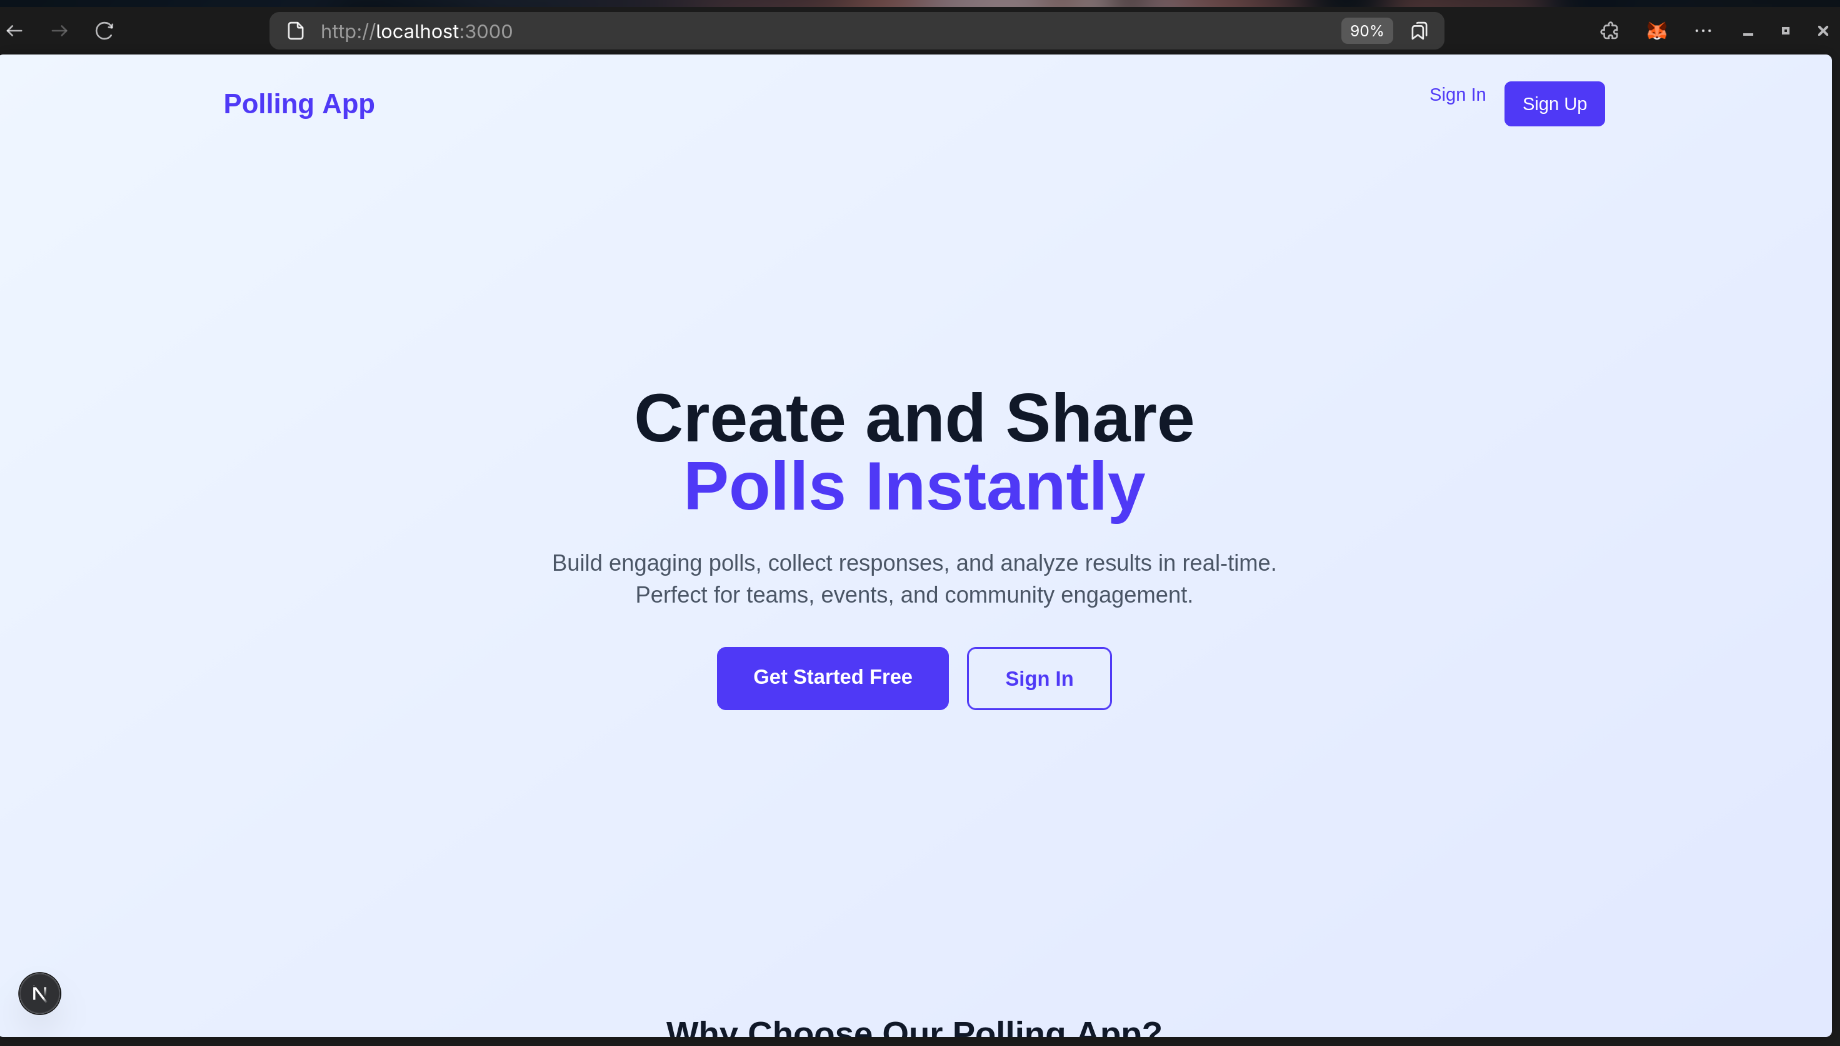 http://localhost:3000
90%
Polling App
Sign In
Sign Up
Create and Share
Polls Instantly
Build engaging polls, collect responses, and analyze results in real-time.
Perfect for teams, events, and community engagement.
Get Started Free
Sign In
N
Why Choose Our Polling App?